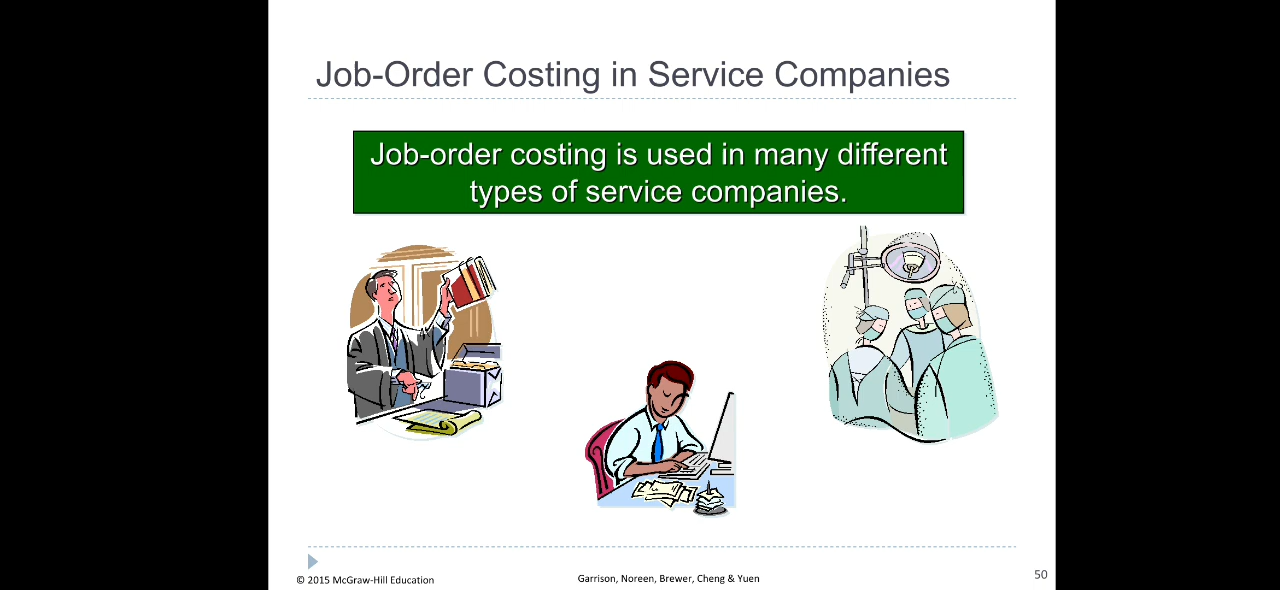 Job-Order Costing in Service Companies
Job-order costing is used in many different
types of service companies.
© 2015 McGraw-Hill Education
Garrison, Noreen, Brewer, Cheng & Yuen
50